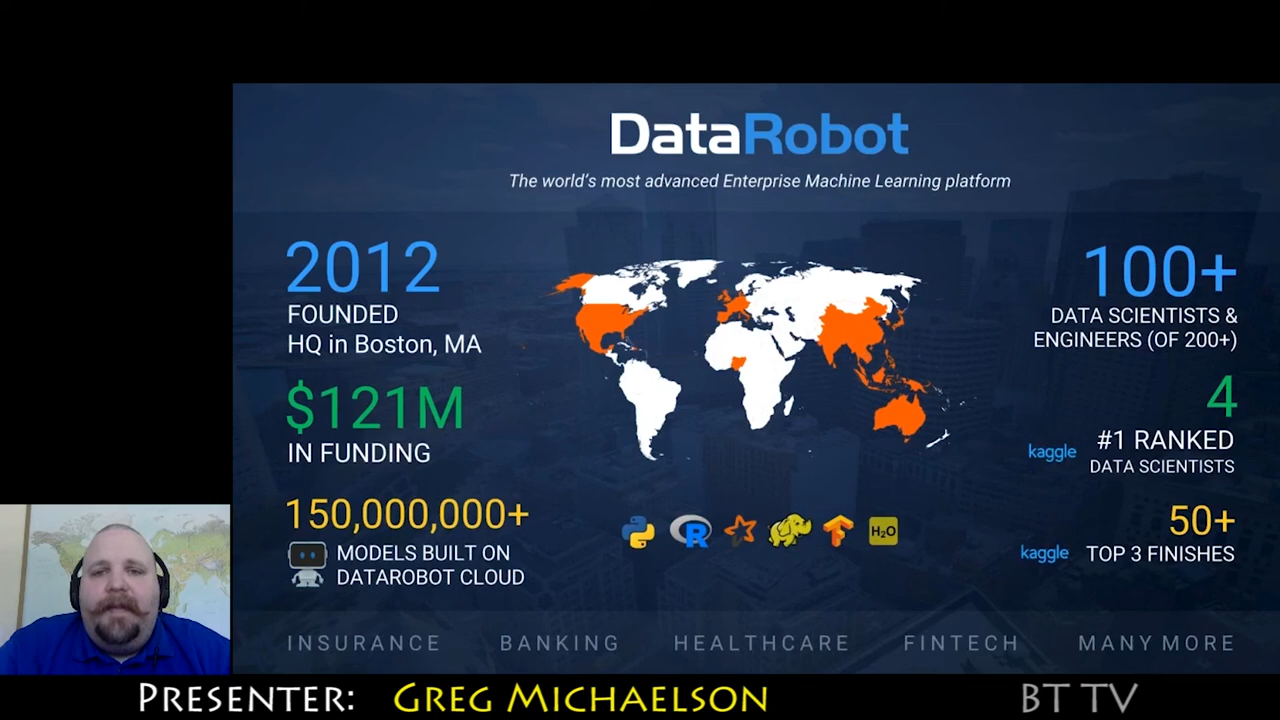 DataRobot
The world's most advanced Enterprise Machine Learning platform
2012
FOUNDED
HQ in Boston, MA
$121M
IN FUNDING
150,000,000+
MODELS BUILT ON
DATAROBOT CLOUD
R
H2O
100+
DATA SCIENTISTS &
ENGINEERS (OF 200+)
4
kaggle #1 RANKED
DATA SCIENTISTS
50+
kaggle TOP 3 FINISHES
INSURANCE BANKING HEALTHCARE FINTECH MANY MORE
PRESENTER: GREG MICHAELSON BT TV